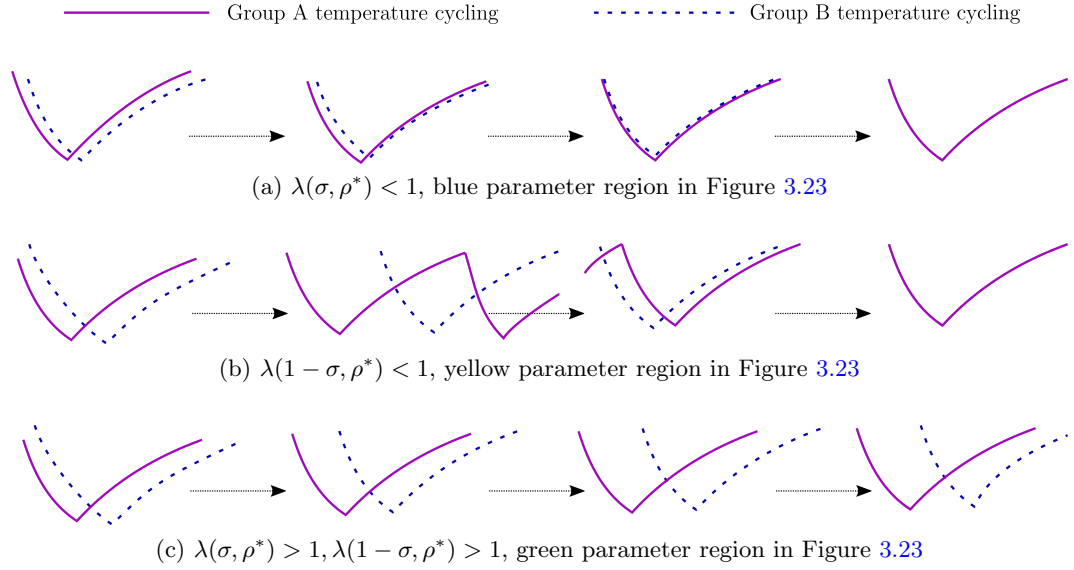 Group A temperature cycling Group B temperature cycling
(a) λ(σ, ρ*) < 1, blue parameter region in Figure 3.23
(b) λ(1 − σ, ρ*) < 1, yellow parameter region in Figure 3.23
(c) λ(σ, ρ*) > 1, λ(1 − σ, ρ*) > 1, green parameter region in Figure 3.23